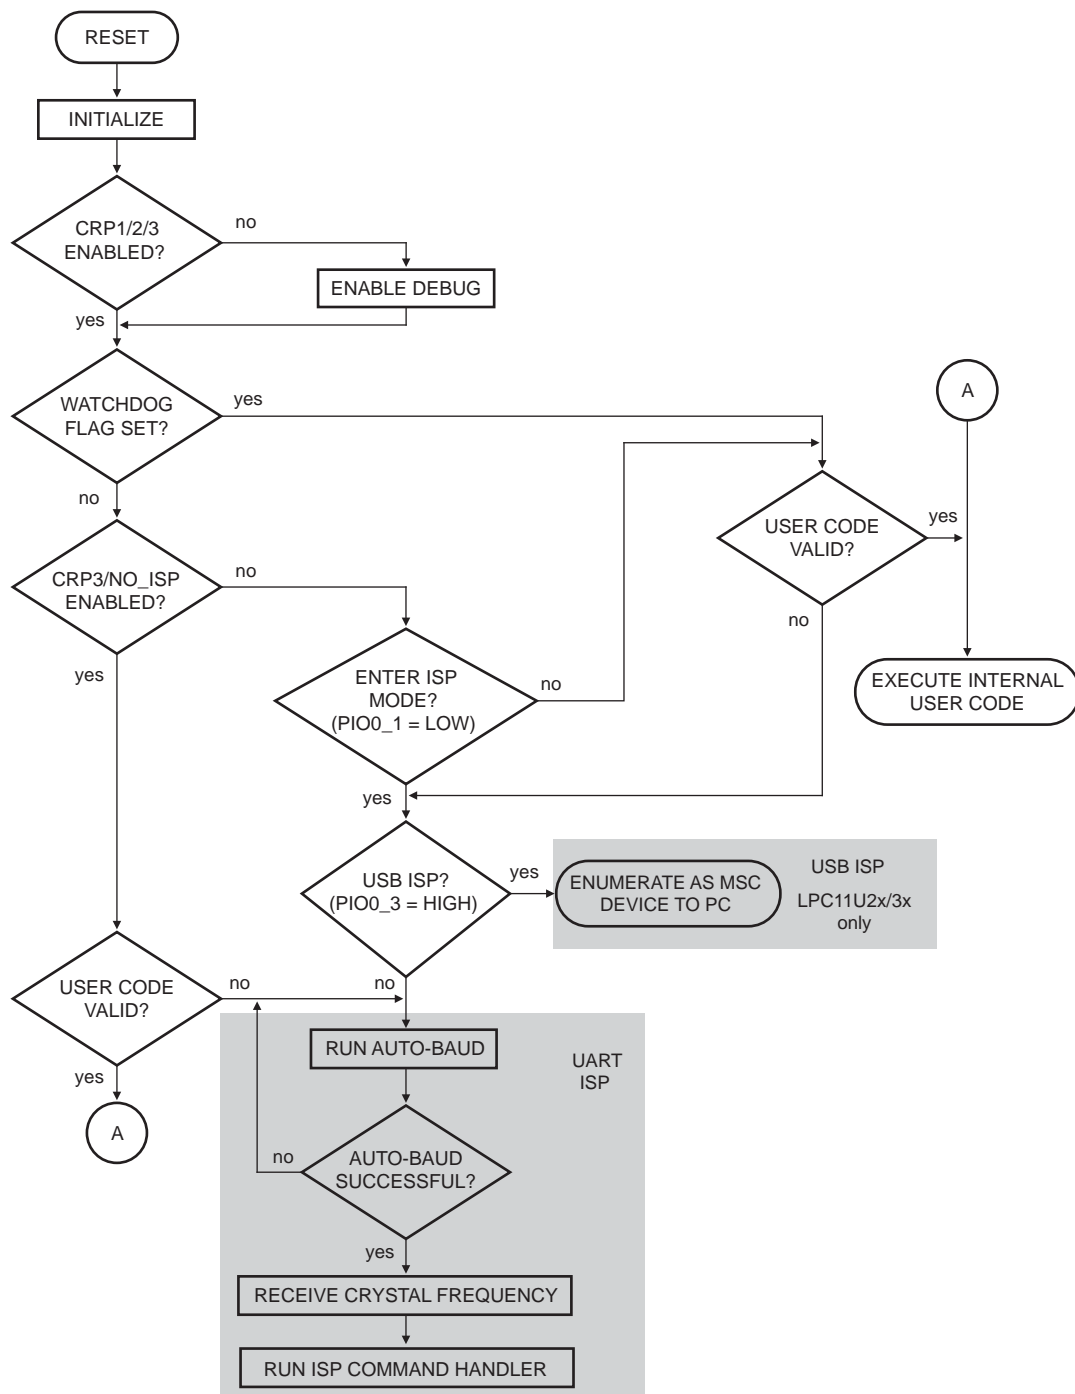 RESET
INITIALIZE
CRP1/2/3
ENABLED?
no
ENABLE DEBUG
yes
WATCHDOG
FLAG SET?
yes
A
no
USER CODE
VALID?
yes
CRP3/NO_ISP
ENABLED?
no
no
yes
ENTER ISP
MODE?
(PIO0_1 = LOW)
no
EXECUTE INTERNAL
USER CODE
yes
USB ISP?
(PIO0_3 = HIGH)
yes
ENUMERATE AS MSC
DEVICE TO PC
USB ISP
LPC11U2x/3x
only
USER CODE
VALID?
no
no
RUN AUTO-BAUD
UART
ISP
yes
A
no
AUTO-BAUD
SUCCESSFUL?
yes
RECEIVE CRYSTAL FREQUENCY
RUN ISP COMMAND HANDLER